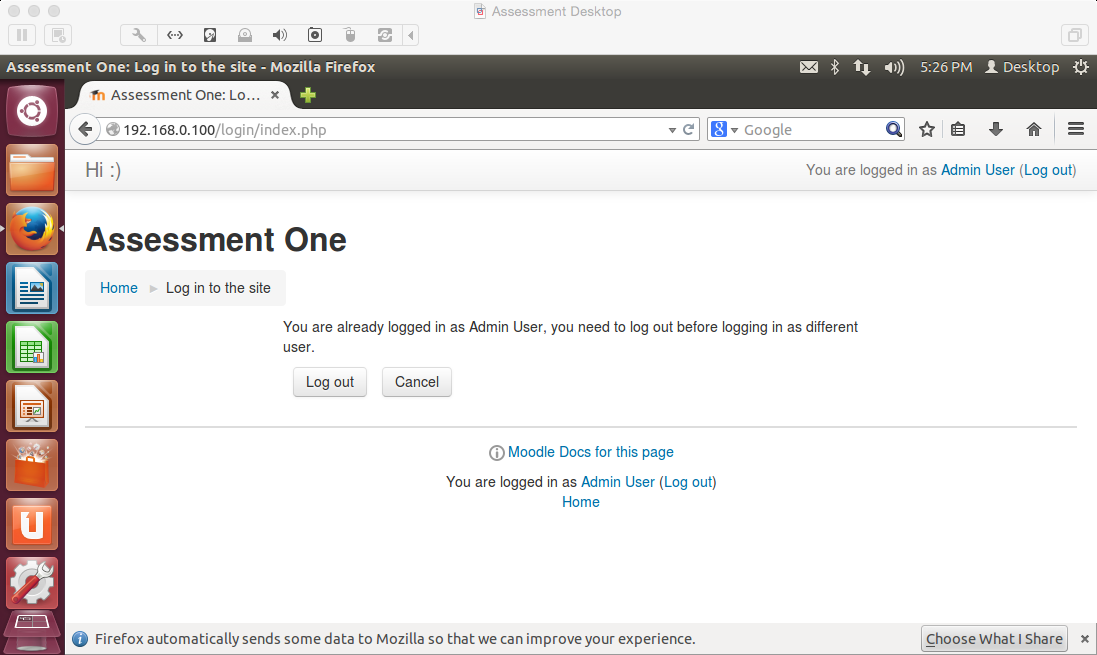 Assessment Desktop
Assessment One: Log in to the site - Mozilla Firefox
5:26 PM
Desktop
Assessment One: Lo...
192.168.0.100/login/index.php
Google
Hi :)
You are logged in as Admin User (Log out)
Assessment One
Home
Log in to the site
You are already logged in as Admin User, you need to log out before logging in as different
user.
Log out
Cancel
Moodle Docs for this page
You are logged in as Admin User (Log out)
Home
Firefox automatically sends some data to Mozilla so that we can improve your experience.
Choose What I Share